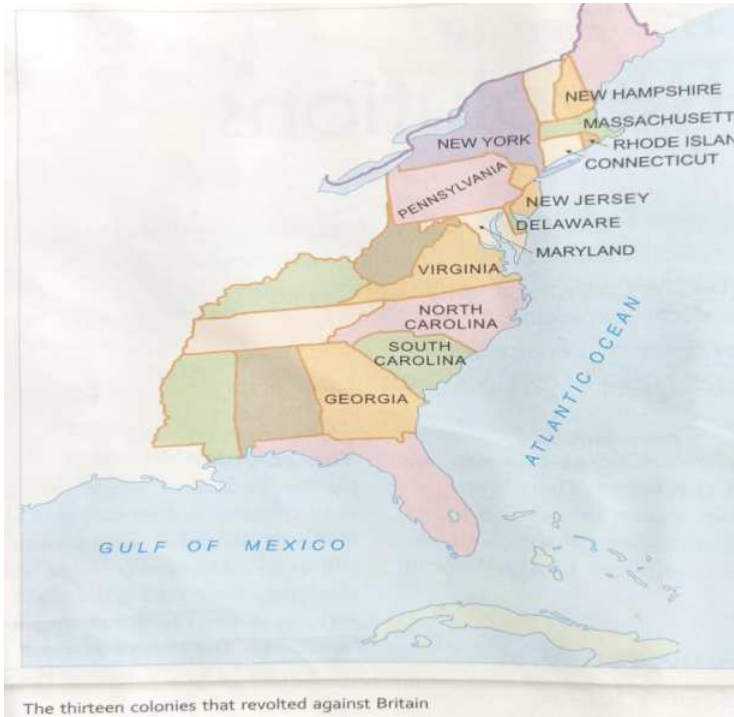 NEW HAMPSHIRE
MASSACHUSETT
NEW YORK
RHODE ISLAN
CONNECTICUT
PENNSYLVANIA
NEW JERSEY
DELAWARE
MARYLAND
VIRGINIA
NORTH
CAROLINA
SOUTH
CAROLINA
GEORGIA
ATLANTIC OCEAN
GULF OF MEXICO
The thirteen colonies that revolted against Britain